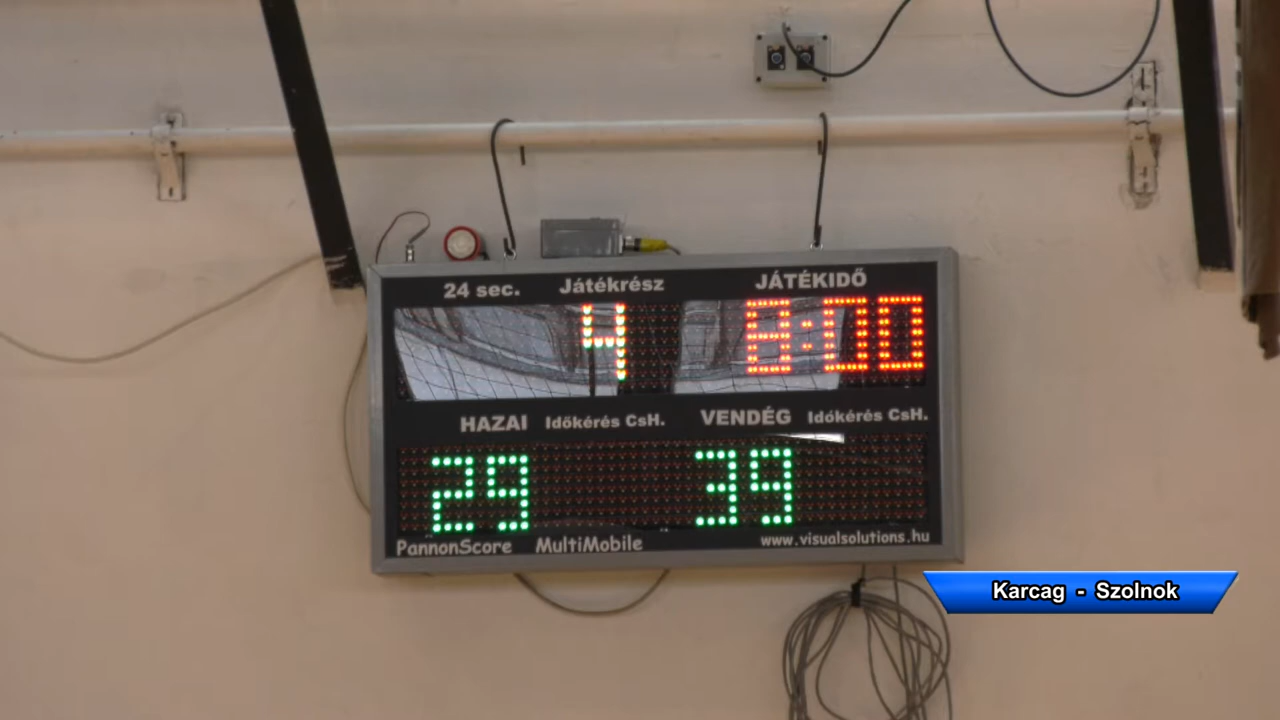 24 sec. Játékrész JÁTÉKIDŐ
4 8:00
HAZAI Időkérés CsH. VENDÉG Időkérés CsH.
29 39
PannonScore MultiMobile www.visualsolutions.hu
Karcag - Szolnok